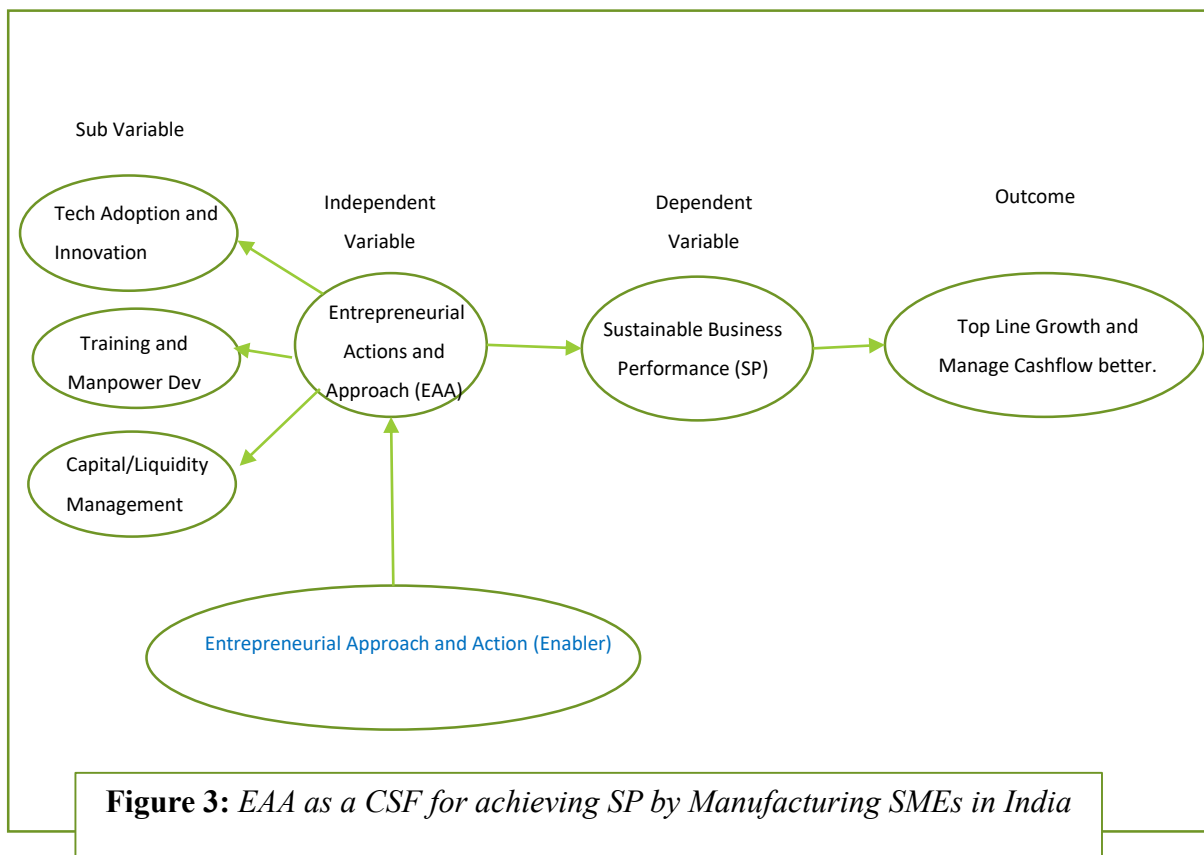 Sub Variable
Tech Adoption and
Innovation
Training and
Manpower Dev
Capital/Liquidity
Management
Independent
Variable
Entrepreneurial
Actions and
Approach (EAA)
Dependent
Variable
Sustainable Business
Performance (SP)
Outcome
Top Line Growth and
Manage Cashflow better.
Entrepreneurial Approach and Action (Enabler)
Figure 3: EAA as a CSF for achieving SP by Manufacturing SMEs in India